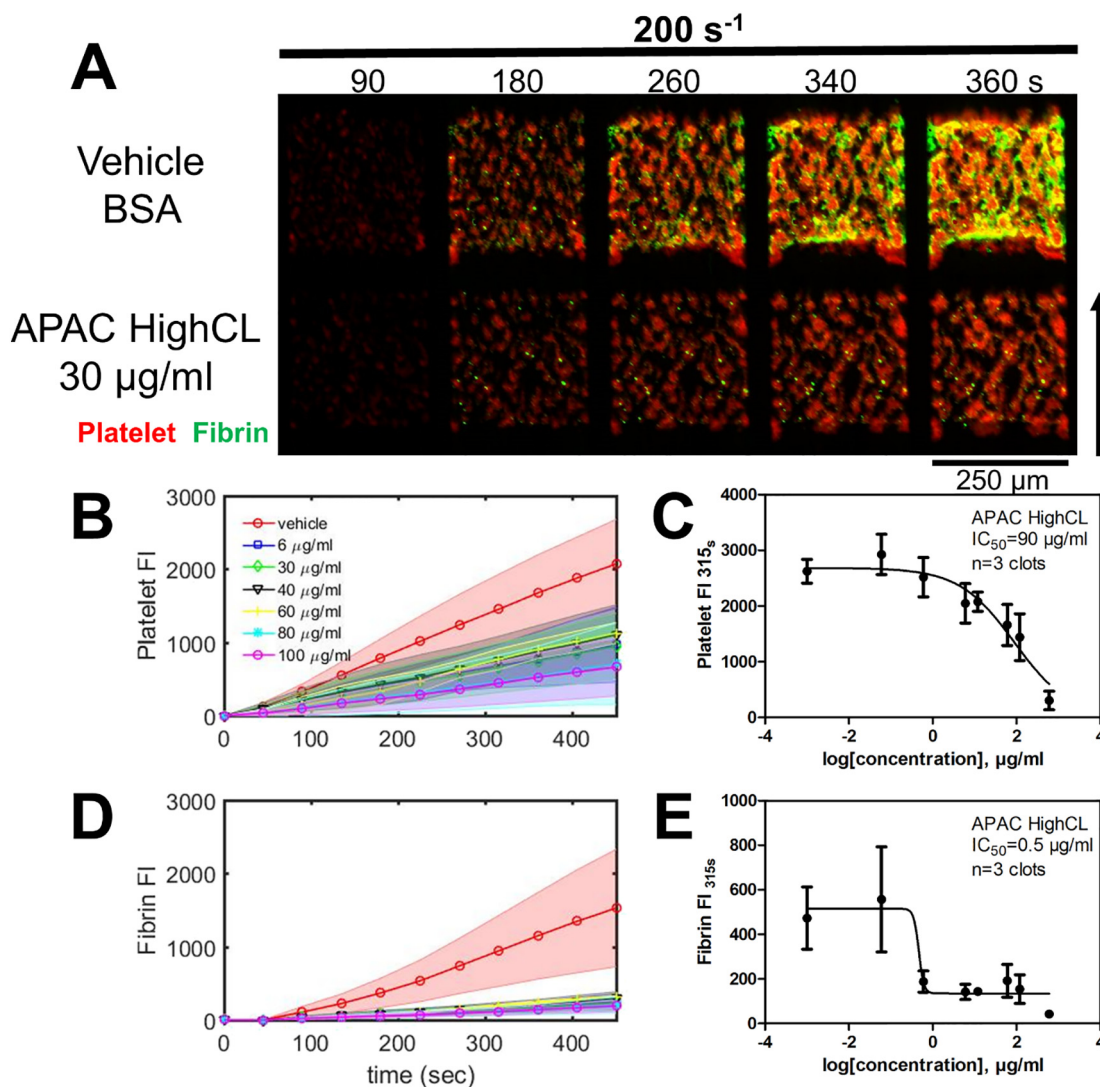 A
200 s-1
90 180 260 340 360 s
Vehicle
BSA
APAC HighCL
30 µg/ml
Platelet Fibrin
250 µm
B
3000
2000
1000
0
Platelet FI
vehicle
6 µg/ml
30 µg/ml
40 µg/ml
60 µg/ml
80 µg/ml
100 µg/ml
0 100 200 300 400
C
4000
3000
2000
1000
0
Platelet FI 315s
APAC HighCL
IC50=90 µg/ml
n=3 clots
-4 -2 0 2 4
log[concentration], µg/ml
D
3000
2000
1000
0
Fibrin FI
0 100 200 300 400
time (sec)
E
1000
800
600
400
200
0
Fibrin FI 315s
APAC HighCL
IC50=0.5 µg/ml
n=3 clots
-4 -2 0 2 4
log[concentration], µg/ml